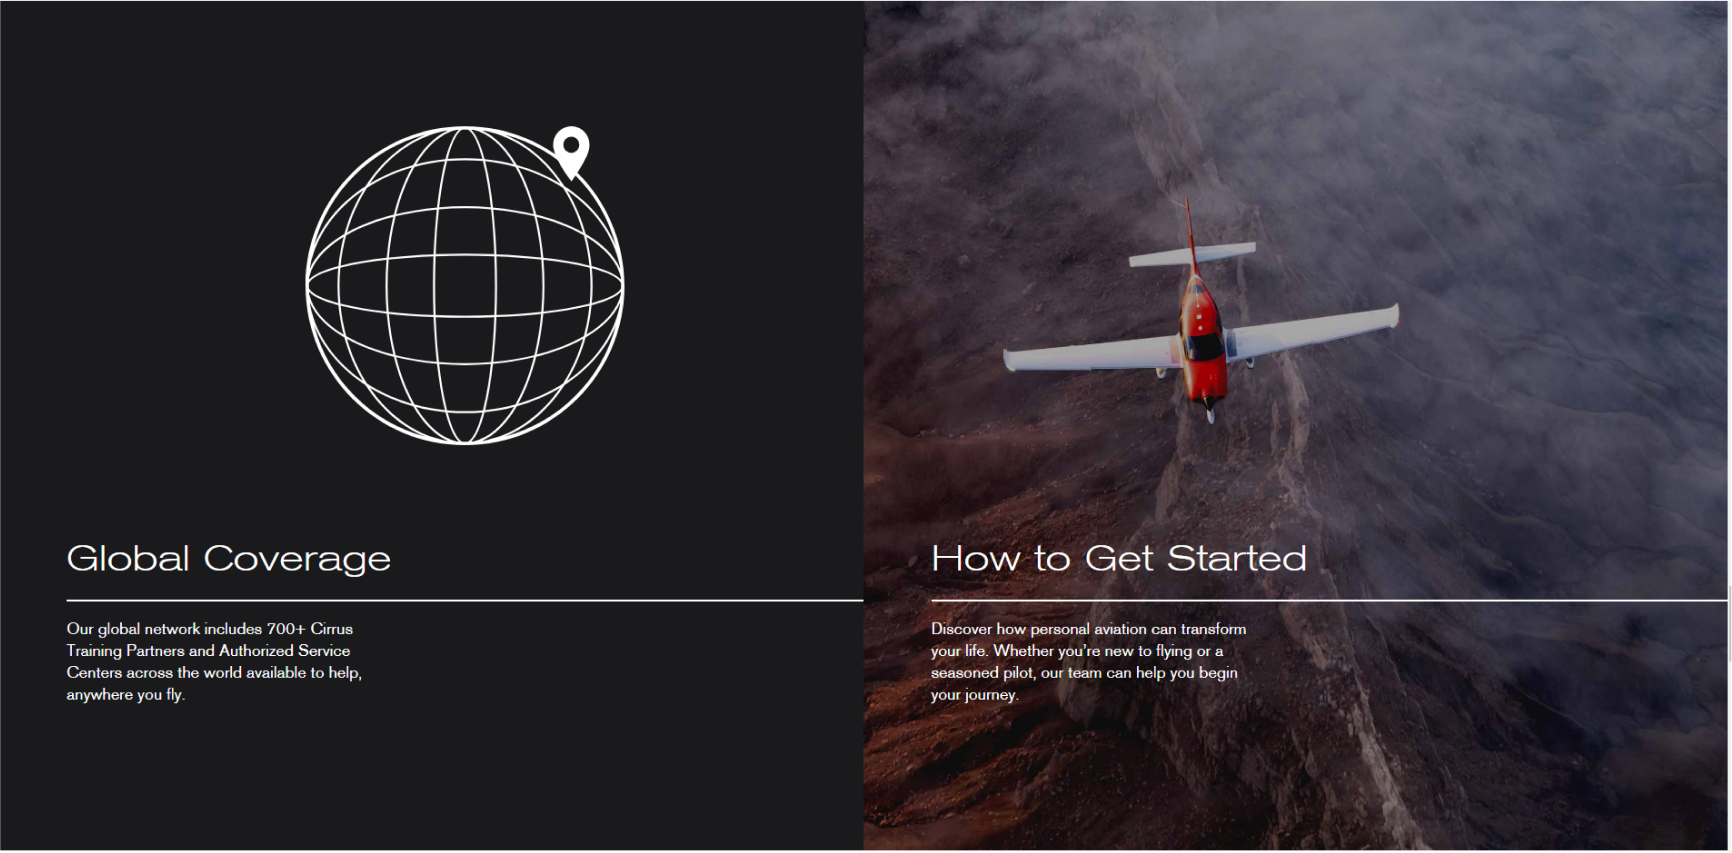 Global Coverage
Our global network includes 700+ Cirrus
Training Partners and Authorized Service
Centers across the world available to help,
anywhere you fly.
How to Get Started
Discover how personal aviation can transform
your life. Whether you’re new to flying or a
seasoned pilot, our team can help you begin
your journey.